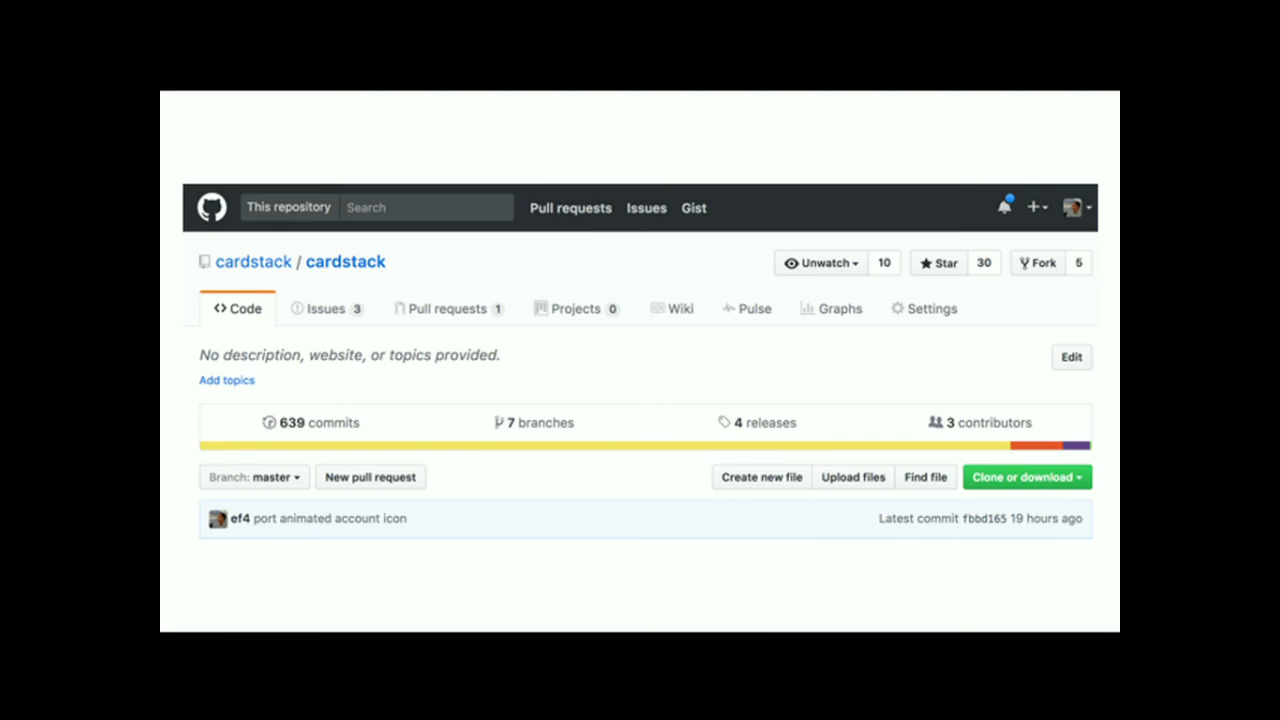 This repository Search Pull requests Issues Gist
cardstack / cardstack Unwatch 10 Star 30 Fork 5
Code Issues 3 Pull requests 1 Projects 0 Wiki Pulse Graphs Settings
No description, website, or topics provided. Edit
Add topics
639 commits 7 branches 4 releases 3 contributors
Branch: master New pull request Create new file Upload files Find file Clone or download
ef4 port animated account icon Latest commit fbbd165 19 hours ago